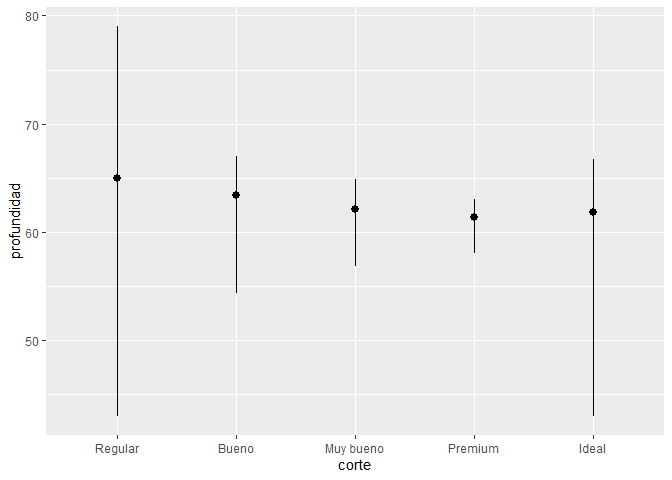 80
70
60
50
profundidad
Regular
Bueno
Muy bueno
Premium
Ideal
corte